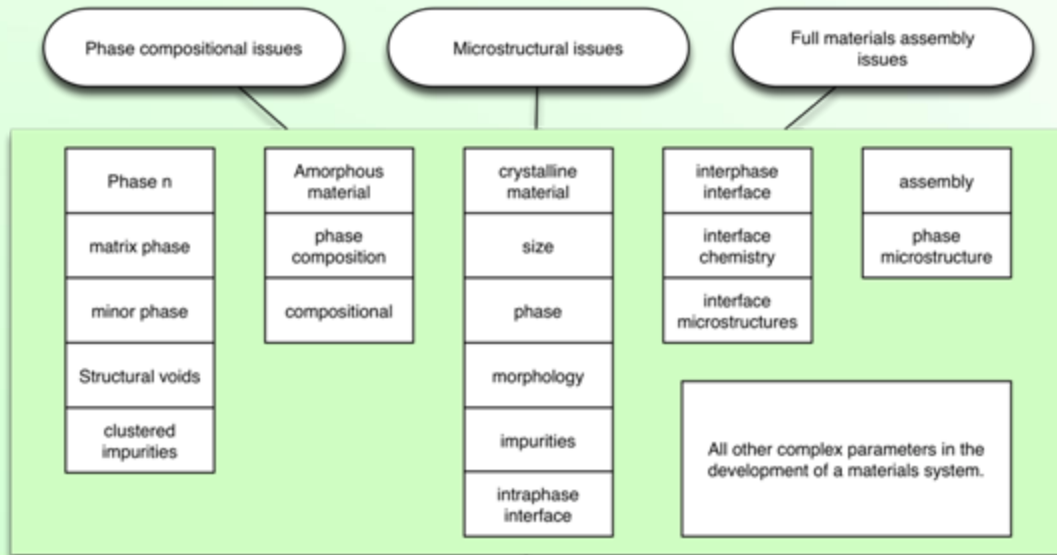 Phase compositional issues
Microstructural issues
Full materials assembly
issues
Phase n
matrix phase
minor phase
Structural voids
clustered
impurities
Amorphous
material
phase
composition
compositional
crystalline
material
size
phase
morphology
impurities
intraphase
interface
interphase
interface
interface
chemistry
interface
microstructures
assembly
phase
microstructure
All other complex parameters in the
development of a materials system.